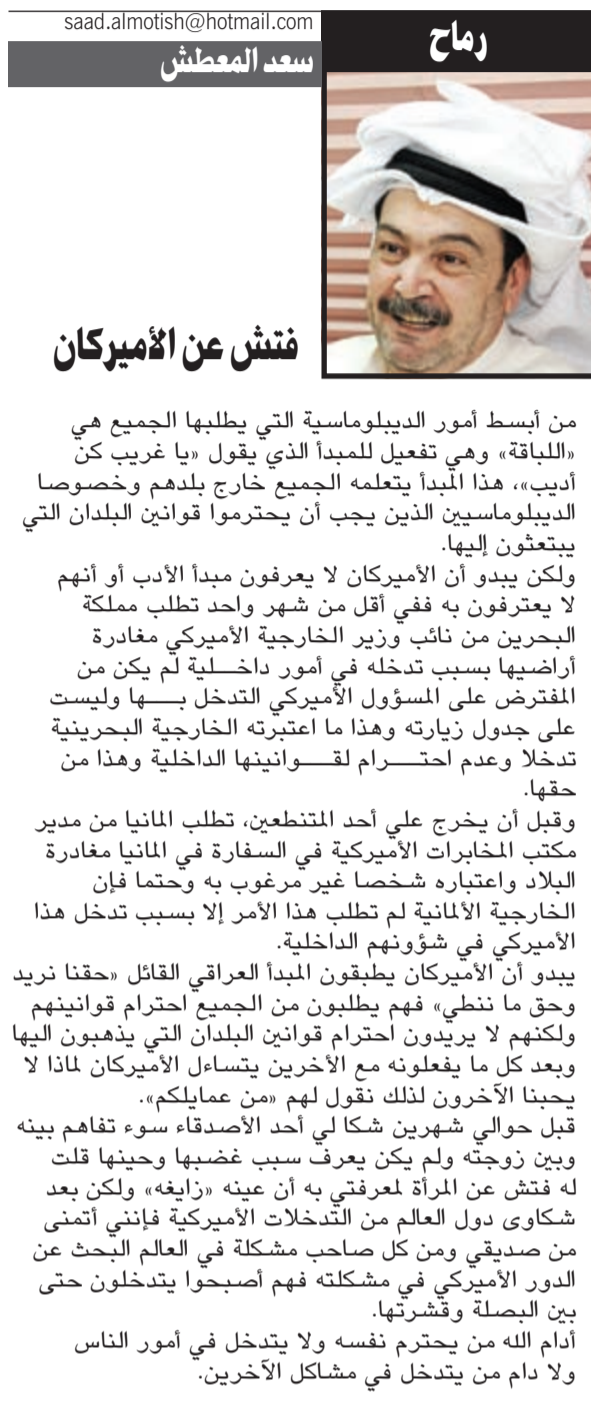 saad.almotish@hotmail.com
رماح
سعد المعطش
فتش عن الأميركان
من أبسط أمور الديبلوماسية التي يطلبها الجميع هي
«اللباقة» وهي تفعيل للمبدأ الذي يقول «يا غريب كن
أديب»، هذا المبدأ يتعلمه الجميع خارج بلدهم وخصوصا
الديبلوماسيين الذين يجب أن يحترموا قوانين البلدان التي
يبتعثون إليها.
ولكن يبدو أن الأميركان لا يعرفون مبدأ الأدب أو أنهم
لا يعترفون به ففي أقل من شهر واحد تطلب مملكة
البحرين من نائب وزير الخارجية الأميركي مغادرة
أراضيها بسبب تدخله في أمور داخـــلية لم يكن من
المفترض على المسؤول الأميركي التدخل بــــها وليست
على جدول زيارته وهذا ما اعتبرته الخارجية البحرينية
تدخلا وعدم احتــــرام لقــــوانينها الداخلية وهذا من
حقها.
وقبل أن يخرج علي أحد المتنطعين، تطلب المانيا من مدير
مكتب المخابرات الأميركية في السفارة في المانيا مغادرة
البلاد واعتباره شخصا غير مرغوب به وحتما فإن
الخارجية الألمانية لم تطلب هذا الأمر إلا بسبب تدخل هذا
الأميركي في شؤونهم الداخلية.
يبدو أن الأميركان يطبقون المبدأ العراقي القائل «حقنا نريد
وحق ما ننطي» فهم يطلبون من الجميع احترام قوانينهم
ولكنهم لا يريدون احترام قوانين البلدان التي يذهبون اليها
وبعد كل ما يفعلونه مع الأخرين يتساءل الأميركان لماذا لا
يحبنا الآخرون لذلك نقول لهم «من عمايلكم».
قبل حوالي شهرين شكا لي أحد الأصدقاء سوء تفاهم بينه
وبين زوجته ولم يكن يعرف سبب غضبها وحينها قلت
له فتش عن المرأة لمعرفتي به أن عينه «زايغه» ولكن بعد
شكاوى دول العالم من التدخلات الأميركية فإنني أتمنى
من صديقي ومن كل صاحب مشكلة في العالم البحث عن
الدور الأميركي في مشكلته فهم أصبحوا يتدخلون حتى
بين البصلة وقشرتها.
أدام الله من يحترم نفسه ولا يتدخل في أمور الناس
ولا دام من يتدخل في مشاكل الآخرين.